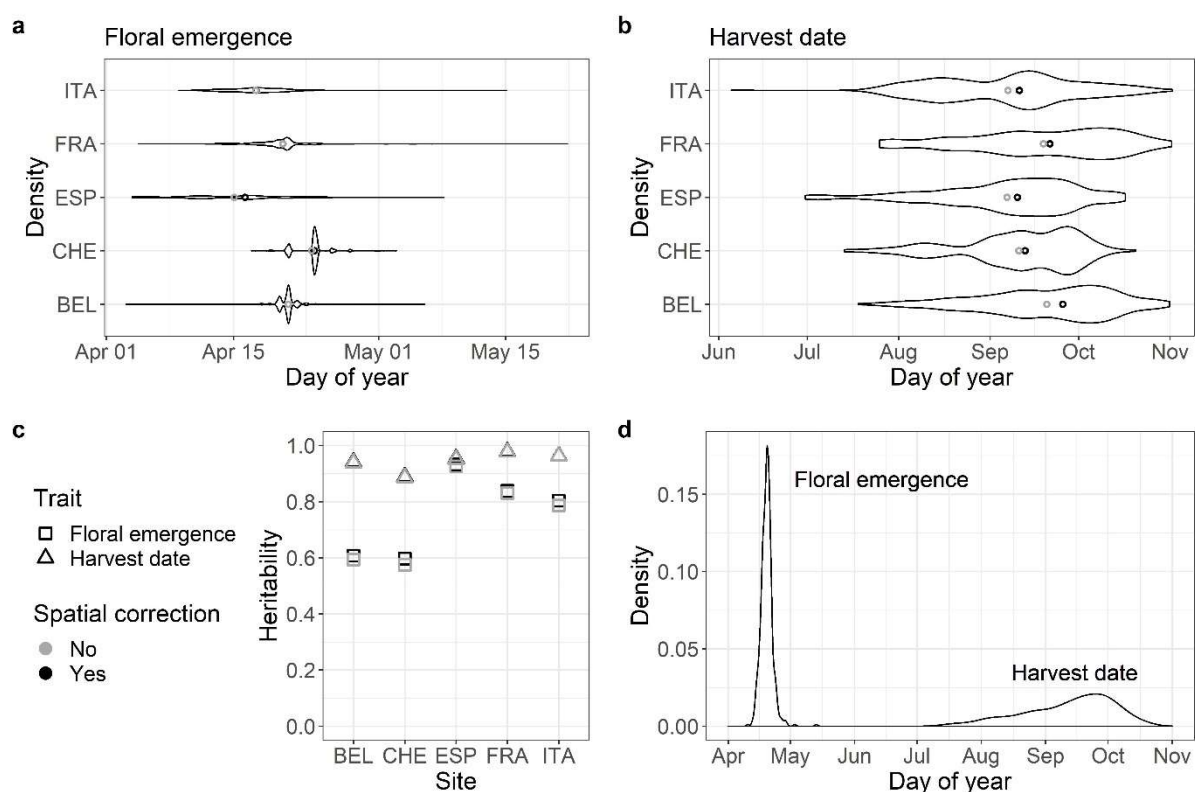 a
Floral emergence
ITA
FRA
ESP
CHE
BEL
Density
Apr 01
Apr 15
May 01
May 15
Day of year
b
Harvest date
ITA
FRA
ESP
CHE
BEL
Density
Jun
Jul
Aug
Sep
Oct
Nov
Day of year
c
Trait
Floral emergence
Harvest date
Spatial correction
No
Yes
Heritability
1.0
0.8
0.6
0.4
0.2
0.0
BEL
CHE
ESP
FRA
ITA
Site
d
Floral emergence
Harvest date
Density
0.15
0.10
0.05
0.00
Apr
May
Jun
Jul
Aug
Sep
Oct
Nov
Day of year